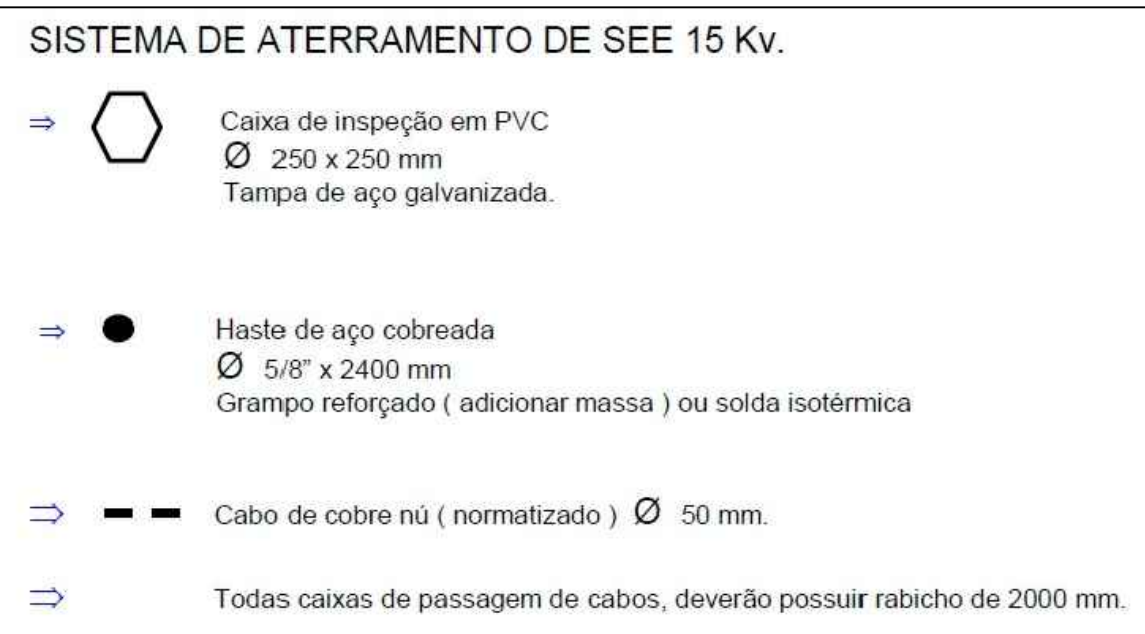 SISTEMA DE ATERRAMENTO DE SEE 15 Kv.
⇒ Caixa de inspeção em PVC
Ø 250 x 250 mm
Tampa de aço galvanizada.
⇒ Haste de aço cobreada
Ø 5/8” x 2400 mm
Grampo reforçado ( adicionar massa ) ou solda isotérmica
⇒ Cabo de cobre nú ( normatizado ) Ø 50 mm.
⇒ Todas caixas de passagem de cabos, deverão possuir rabicho de 2000 mm.